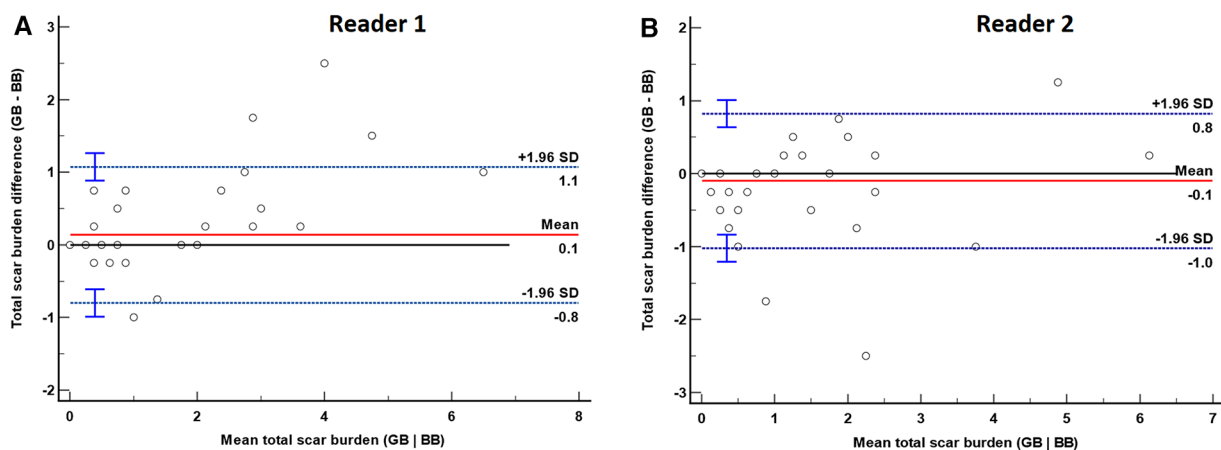 A
Reader 1
Total scar burden difference (GB - BB)
3
2
1
0
-1
-2
+1.96 SD
1.1
Mean
0.1
-1.96 SD
-0.8
0
2
4
6
8
Mean total scar burden (GB | BB)
B
Reader 2
Total scar burden difference (GB - BB)
2
1
0
-1
-2
-3
+1.96 SD
0.8
Mean
-0.1
-1.96 SD
-1.0
0
1
2
3
4
5
6
7
Mean total scar burden (GB | BB)